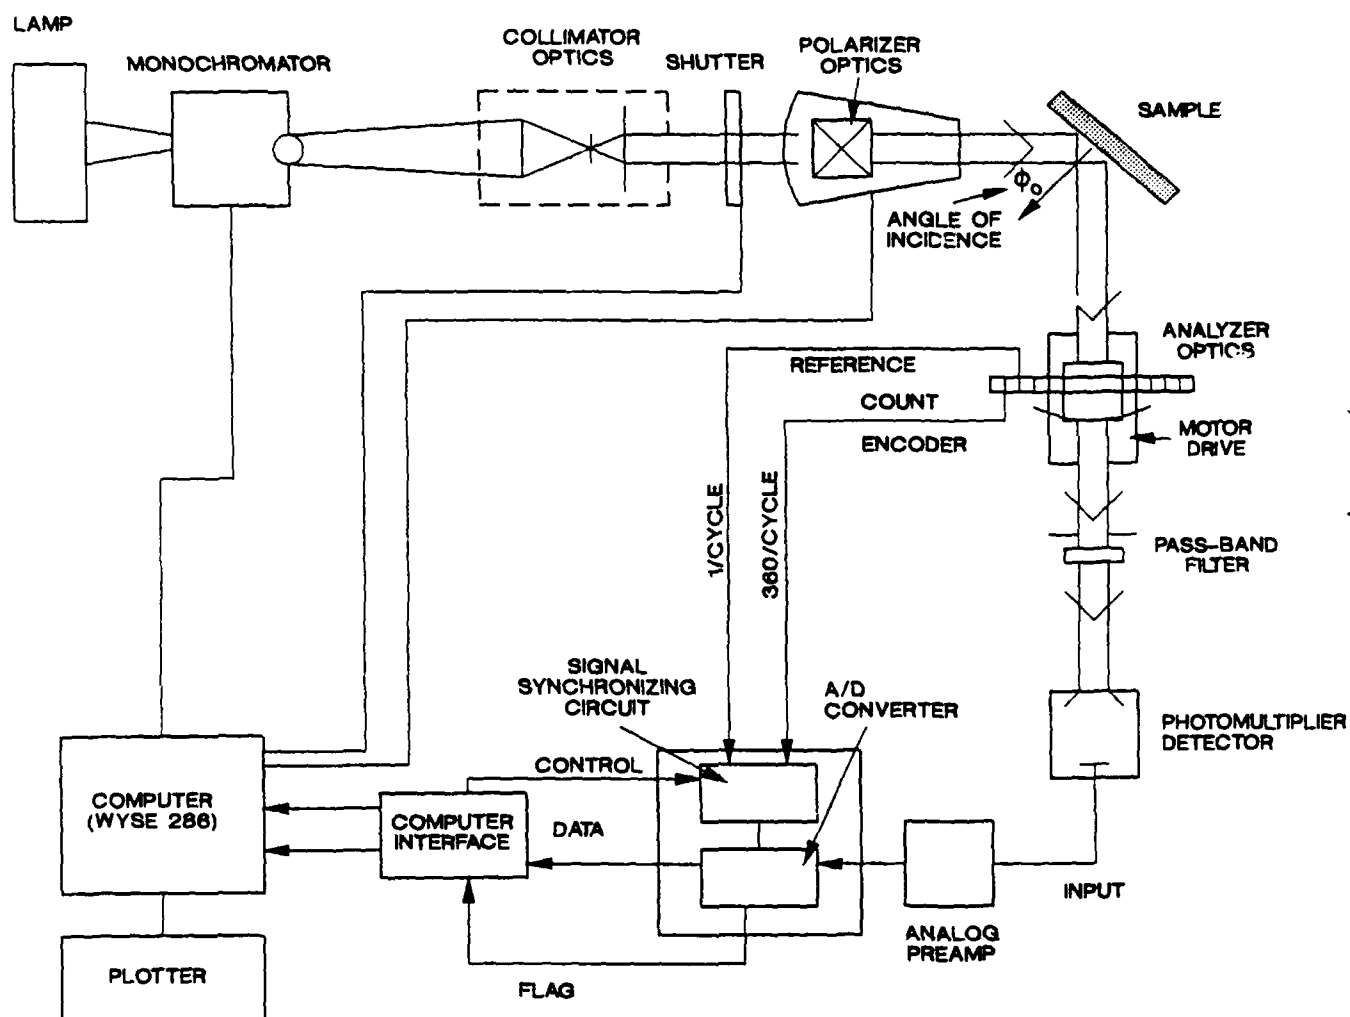 LAMP
MONOCHROMATOR
COLLIMATOR
OPTICS
SHUTTER
POLARIZER
OPTICS
SAMPLE
Φo
ANGLE OF
INCIDENCE
ANALYZER
OPTICS
REFERENCE
COUNT
ENCODER
MOTOR
DRIVE
1/CYCLE
360/CYCLE
PASS-BAND
FILTER
SIGNAL
SYNCHRONIZING
CIRCUIT
A/D
CONVERTER
PHOTOMULTIPLIER
DETECTOR
CONTROL
COMPUTER
(WYSE 286)
COMPUTER
INTERFACE
DATA
INPUT
ANALOG
PREAMP
PLOTTER
FLAG